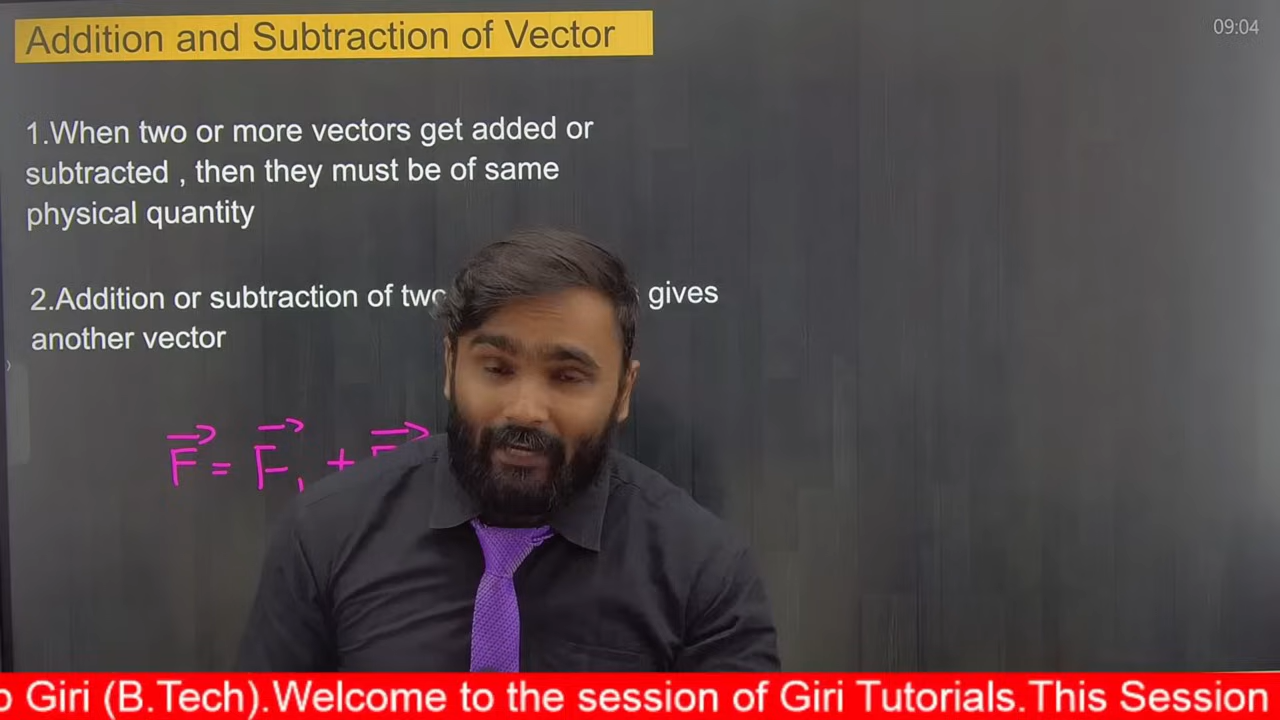 Addition and Subtraction of Vector
09:04
1.When two or more vectors get added or
subtracted , then they must be of same
physical quantity
2.Addition or subtraction of two gives
another vector
F⃗ = F⃗₁ +
Giri (B.Tech).Welcome to the session of Giri Tutorials.This Session